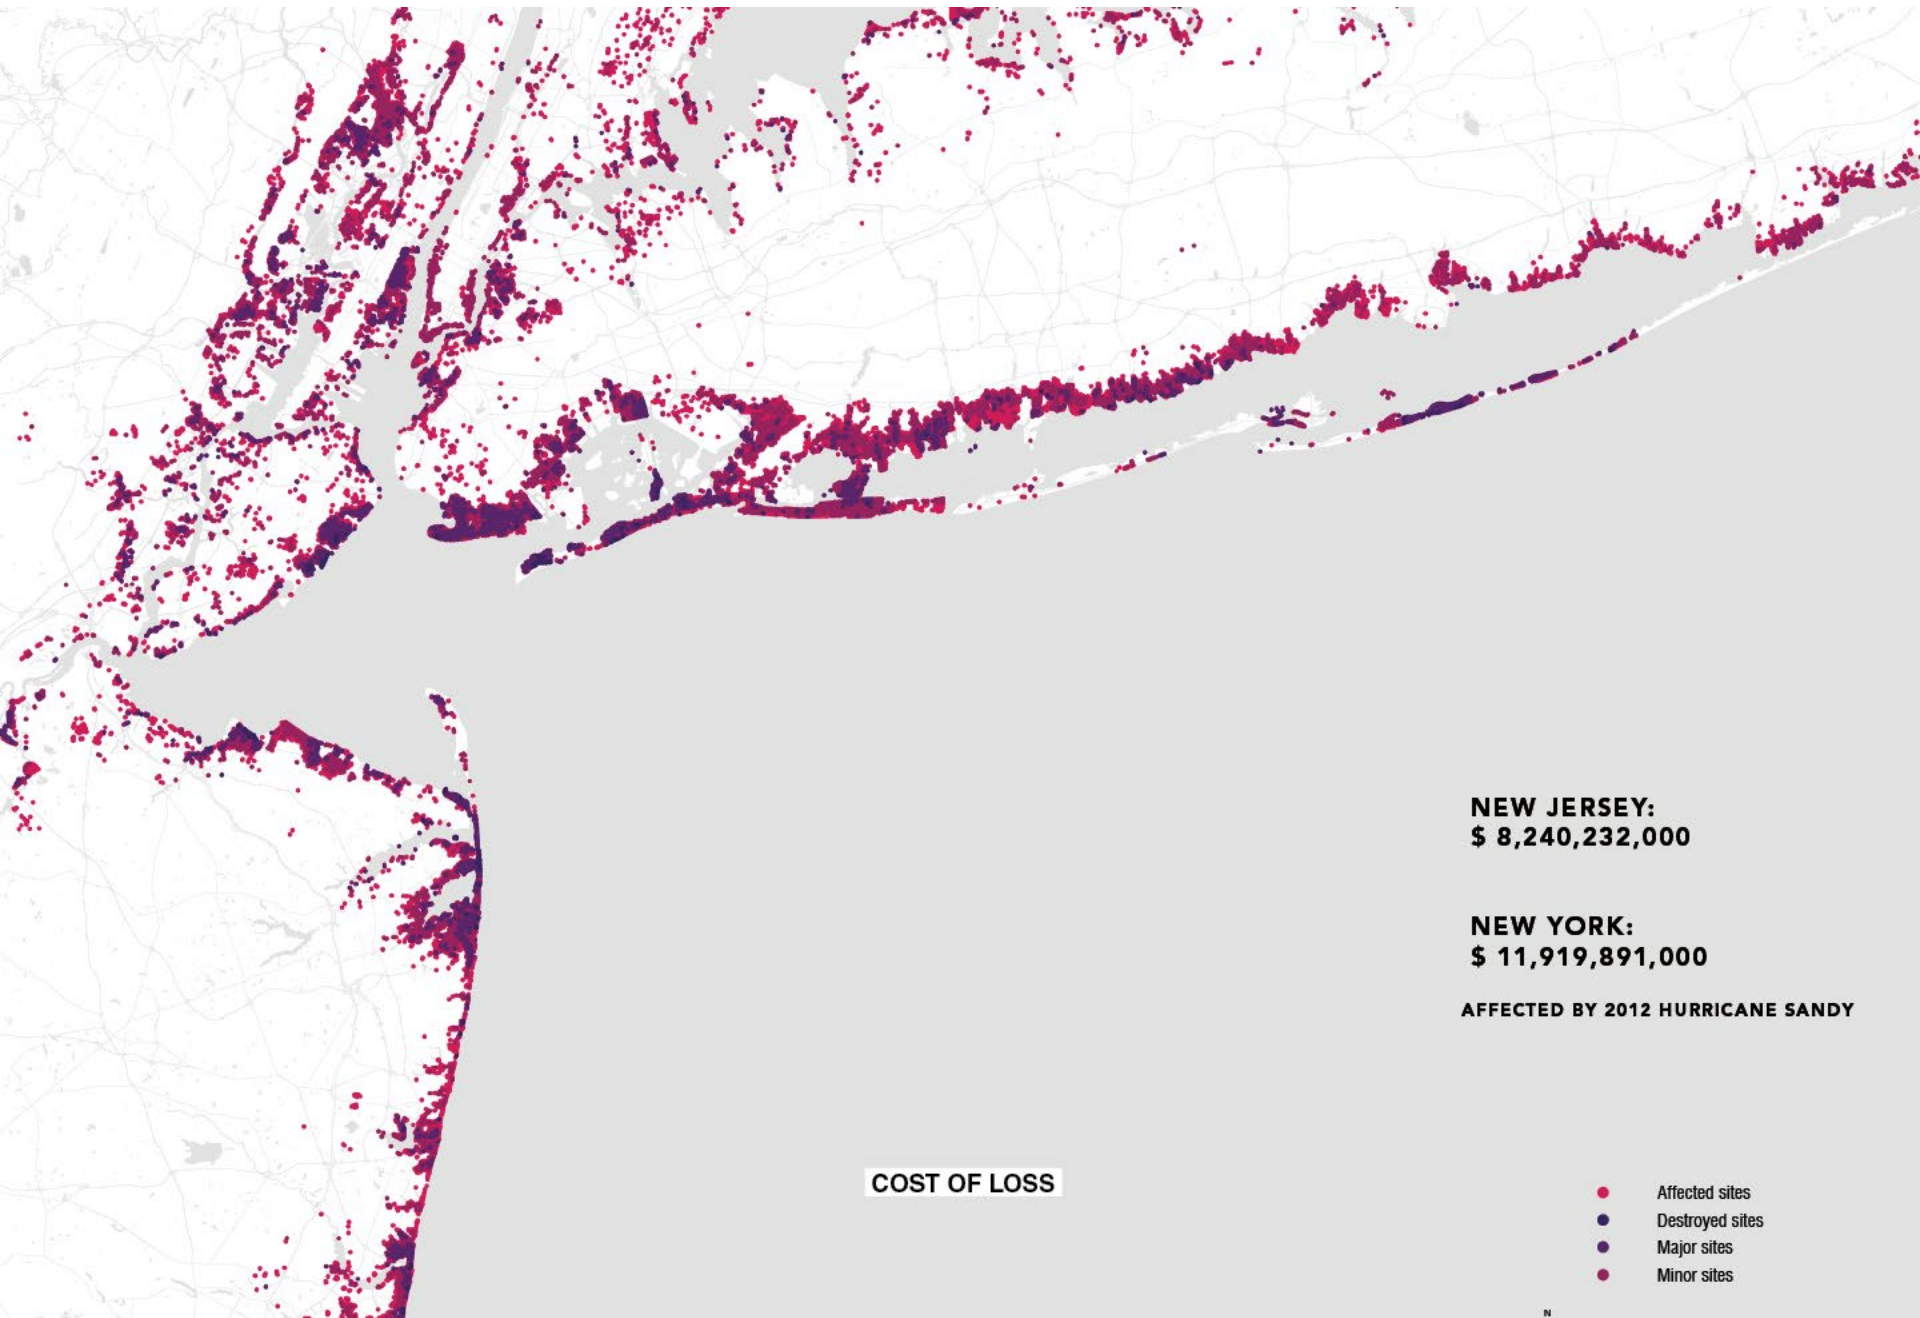 NEW JERSEY:
$ 8,240,232,000
NEW YORK:
$ 11,919,891,000
AFFECTED BY 2012 HURRICANE SANDY
COST OF LOSS
Affected sites
Destroyed sites
Major sites
Minor sites
N